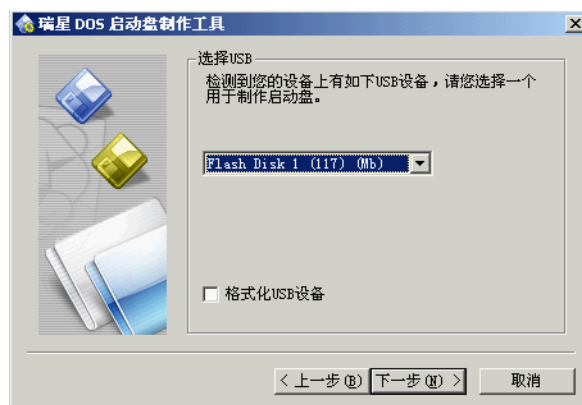 瑞星 DOS 启动盘制作工具
选择USB
检测到您的设备上有如下USB设备，请您选择一个
用于制作启动盘。
Flash Disk 1 (117) (Mb)
格式化USB设备
< 上一步(B) 下一步(N) > 取消